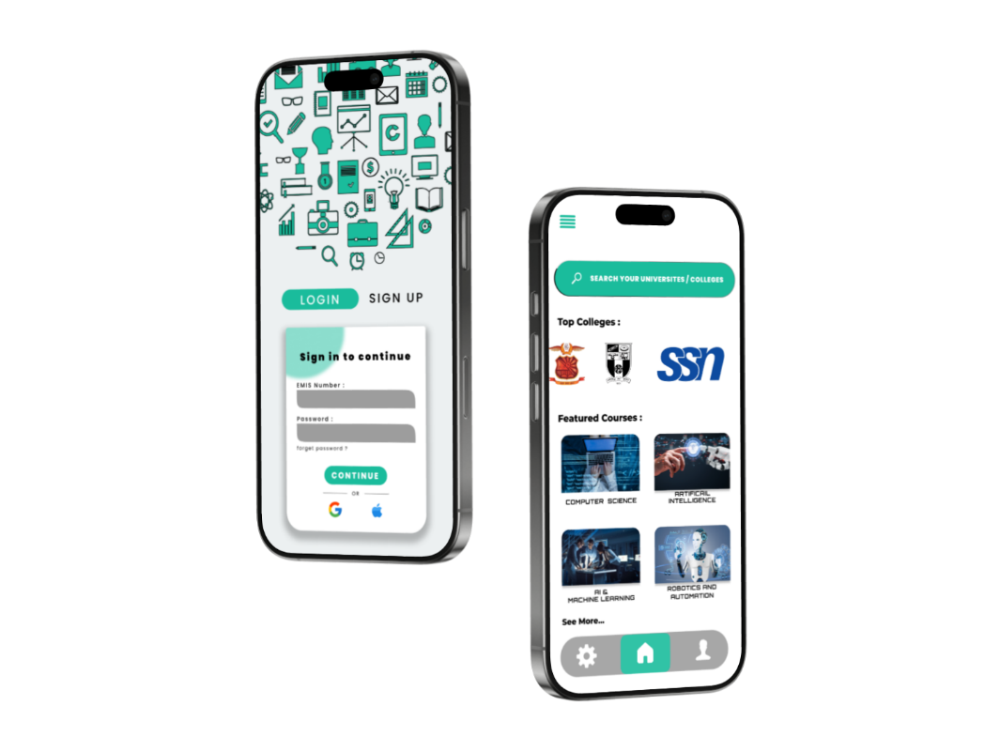 LOGIN
SIGN UP
Sign in to continue
EMIS Number :
Password :
forget password ?
CONTINUE
OR
SEARCH YOUR UNIVERSITES / COLLEGES
Top Colleges :
ssn
Featured Courses :
COMPUTER SCIENCE
ARTIFICAIL
INTELLIGENCE
AI &
MACHINE LEARNING
ROBOTICS AND
AUTOMATION
See More...